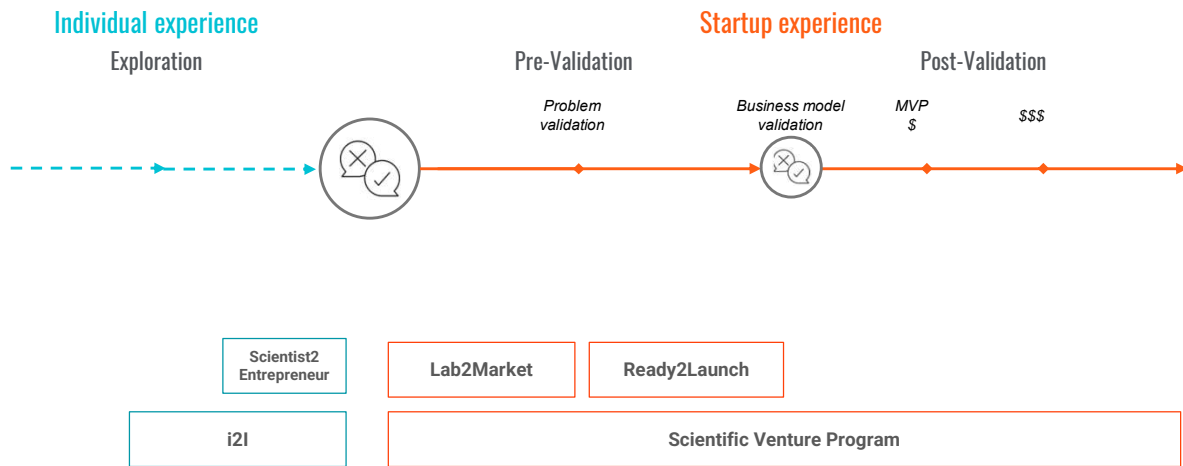 Individual experience
Startup experience
Exploration
Pre-Validation
Post-Validation
Problem
validation
Business model
validation
MVP
$
$$$
Scientist2
Entrepreneur
Lab2Market
Ready2Launch
i2I
Scientific Venture Program